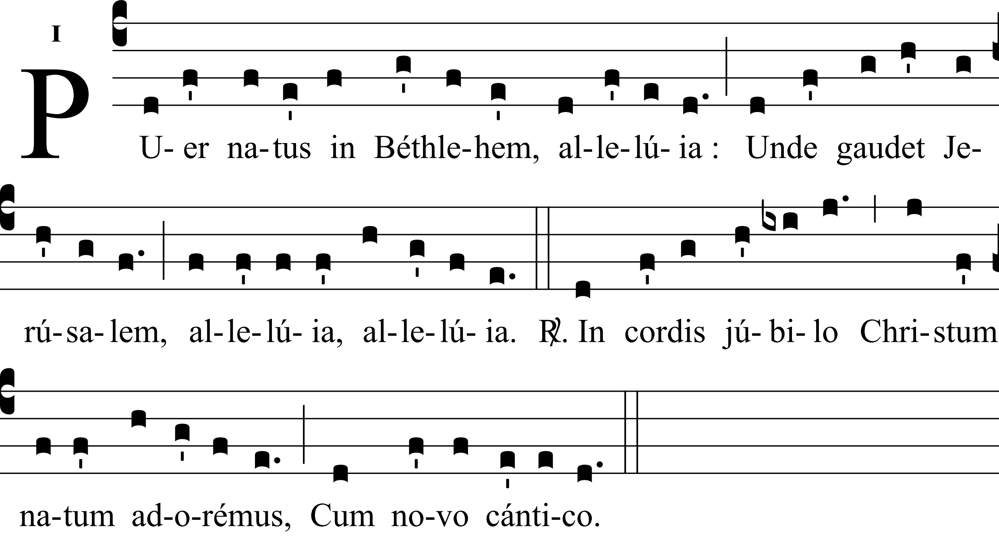 1
PU- er na-tus in Béthle-hem, al-le-lú- ia : Unde gaudet Je-
rú-sa-lem, al-le-lú- ia, al-le-lú- ia. ℟. In cordis jú- bi- lo Chri-stum
na-tum ad-o-rémus, Cum no-vo cánti-co.